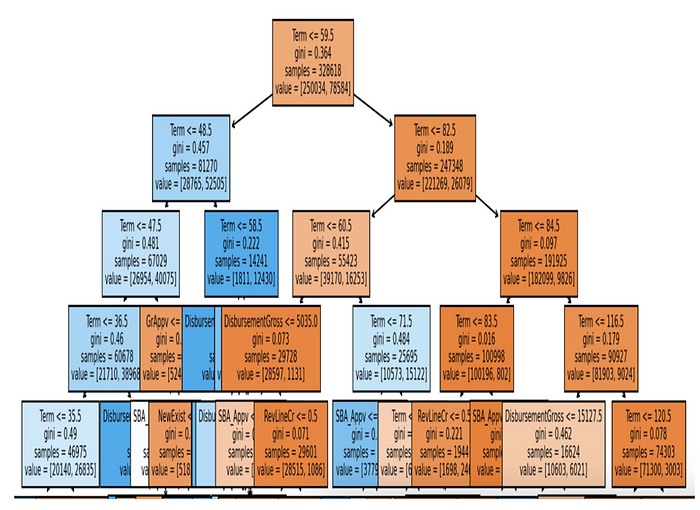 Term <= 59.5
gini = 0.364
samples = 328618
value = [250034, 78584]
Term <= 48.5
gini = 0.457
samples = 81270
value = [28765, 52505]
Term <= 82.5
gini = 0.189
samples = 247348
value = [221269, 26079]
Term <= 47.5
gini = 0.481
samples = 67029
value = [26954, 40075]
Term <= 58.5
gini = 0.222
samples = 14241
value = [1811, 12430]
Term <= 60.5
gini = 0.415
samples = 55423
value = [39170, 16253]
Term <= 84.5
gini = 0.097
samples = 191925
value = [182099, 9826]
Term <= 36.5
gini = 0.46
samples = 60678
value = [21710, 38968
GrAppv <=
gini = 0.
samples =
value = [524
Disbursen
s
valu
v
DisbursementGross <= 5035.0
gini = 0.073
samples = 29728
value = [28597, 1131]
Term <= 71.5
gini = 0.484
samples = 25695
value = [10573, 15122]
Term <= 83.5
gini = 0.016
samples = 100998
value = [100196, 802]
Term <= 116.5
gini = 0.179
samples = 90927
value = [81903, 9024]
Term <= 35.5
gini = 0.49
samples = 46975
value = [20140, 26835]
Disburse
s
valu
SBA_
g
sam
valu
NewExist <
gini = 0.
samples =
value = [518
Disbu
s
val
SBA_Appv <
gini = (
samples =
value = [
RevLineCr <= 0.5
gini = 0.071
samples = 29601
value = [28515, 1086]
SBA_Appv <=
gini = 0.
samples =
value = [3779
Term <
gini =
samples
value = [6
RevLineCr <= 0.5
gini = 0.221
samples = 1944
value = [1698, 24
SBA_Appv
gini = 0.
samples =
value = [
DisbursementGross <= 15127.5
gini = 0.462
samples = 16624
value = [10603, 6021]
Term <= 120.5
gini = 0.078
samples = 74303
value = [71300, 3003]